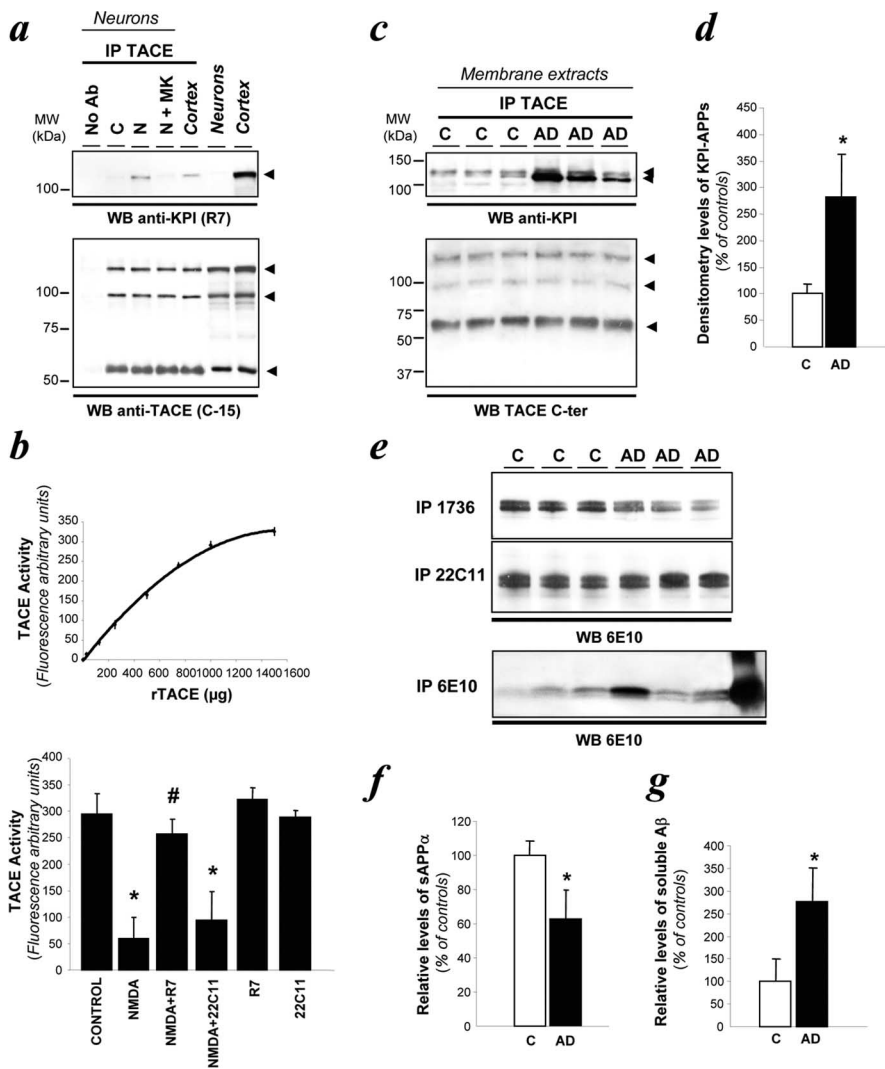 a
Neurons
IP TACE
No Ab
C
N
N + MK
Cortex
Neurons
Cortex
MW
(kDa)
100
WB anti-KPI (R7)
100
75
50
WB anti-TACE (C-15)
b
TACE Activity
(Fluorescence arbitrary units)
350
300
250
200
150
100
50
0
200 400 600 800 1000 1200 1400 1600
rTACE (µg)
TACE Activity
(Fluorescence arbitrary units)
350
300
250
200
150
100
50
0
*
#
*
CONTROL
NMDA
NMDA+R7
NMDA+22C11
R7
22C11
c
Membrane extracts
IP TACE
MW
(kDa)
C C C AD AD AD
150
100
WB anti-KPI
100
75
50
37
WB TACE C-ter
d
Densitometry levels of KPI-APPs
(% of controls)
450
400
350
300
250
200
150
100
50
0
*
C AD
e
C C C AD AD AD
IP 1736
IP 22C11
WB 6E10
IP 6E10
WB 6E10
f
Relative levels of sAPPα
(% of controls)
120
100
80
60
40
20
0
*
C AD
g
Relative levels of soluble Aβ
(% of controls)
400
350
300
250
200
150
100
50
0
*
C AD